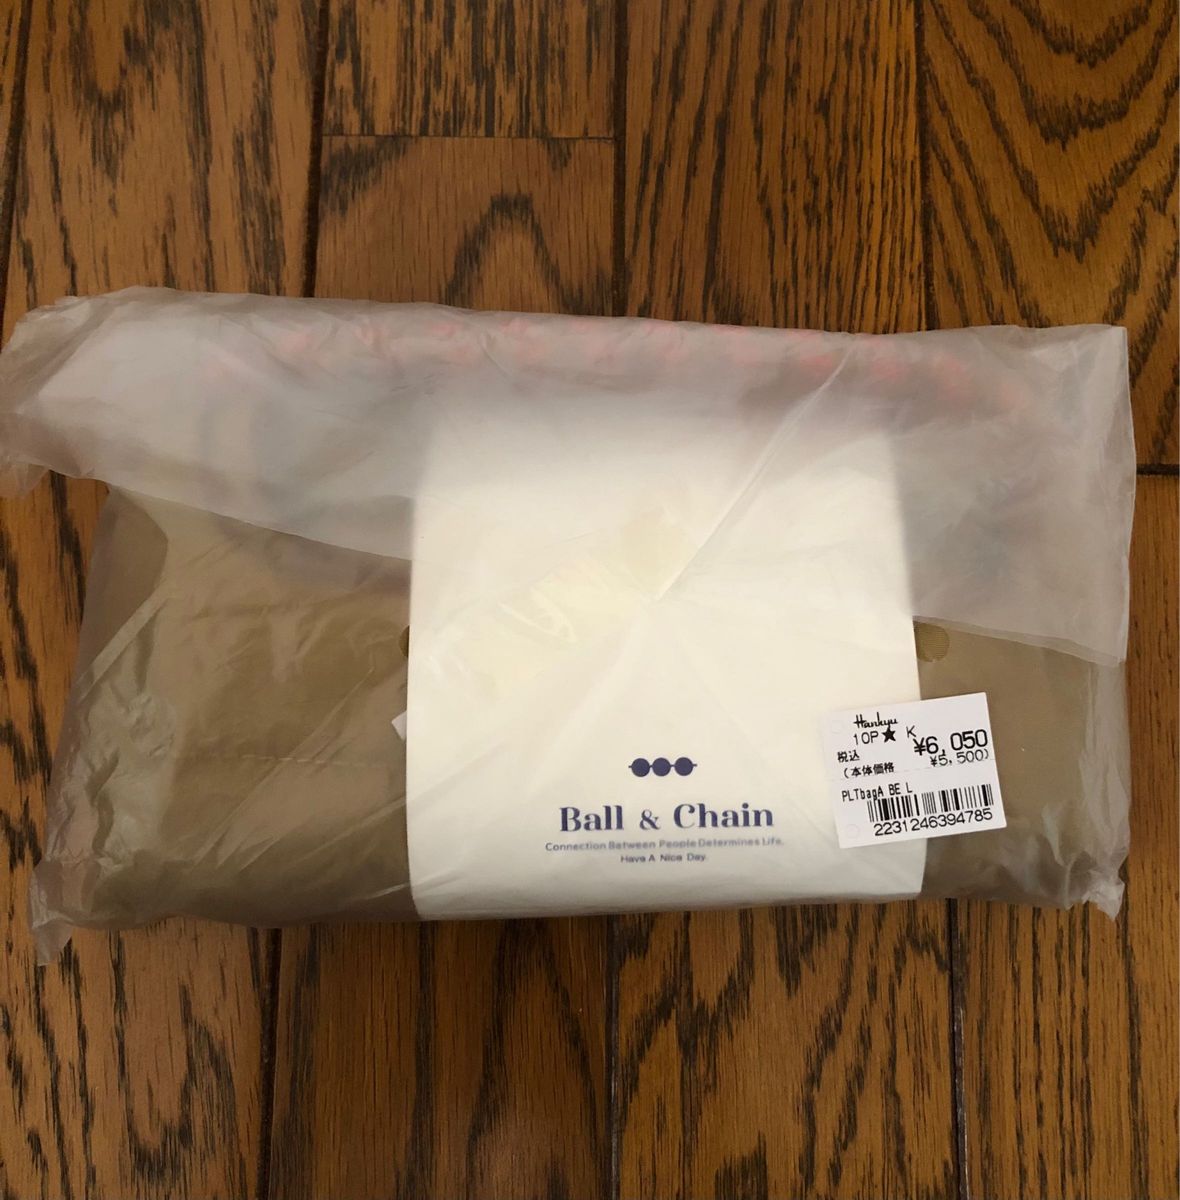 Ball & Chain
Connection Between People Determines Life.
Have A Nice Day.
Hankyu
10P★ K
税込 ¥6,050
(本体価格 ¥5,500)
PLTbagA BE L
2231246394785